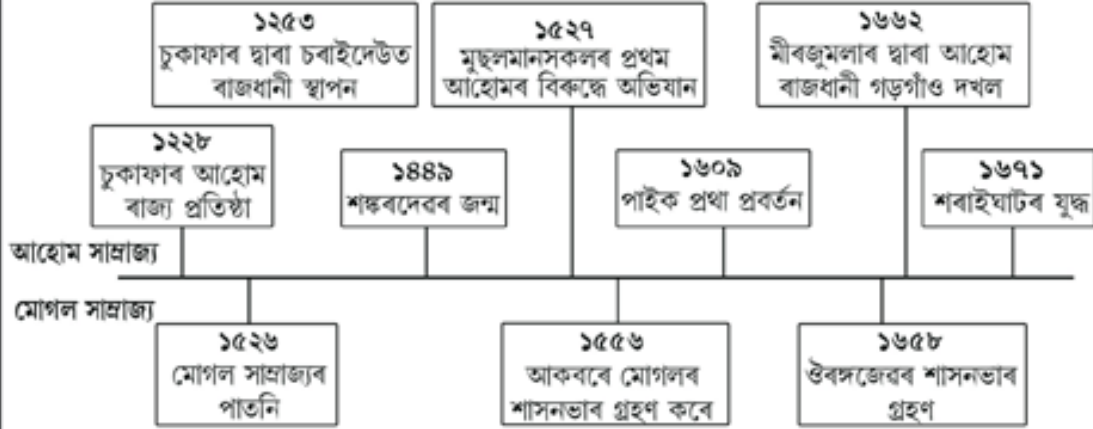 ১২৫৩
চুকাফাৰ দ্বাৰা চৰাইদেউত
ৰাজধানী স্থাপন
১৫২৭
মুছলমানসকলৰ প্ৰথম
আহোমৰ বিৰুদ্ধে অভিযান
১৬৬২
মীৰজুমলাৰ দ্বাৰা আহোম
ৰাজধানী গড়গাঁও দখল
১২২৮
চুকাফাৰ আহোম
ৰাজ্য প্ৰতিষ্ঠা
১৪৪৯
শঙ্কৰদেৱৰ জন্ম
১৬০৯
পাইক প্ৰথা প্ৰবৰ্তন
১৬৭১
শৰাইঘাটৰ যুদ্ধ
আহোম সাম্ৰাজ্য
মোগল সাম্ৰাজ্য
১৫২৬
মোগল সাম্ৰাজ্যৰ
পাতনি
১৫৫৬
আকবৰে মোগলৰ
শাসনভাৰ গ্ৰহণ কৰে
১৬৫৮
ঔৰঙ্গজেৱৰ শাসনভাৰ
গ্ৰহণ